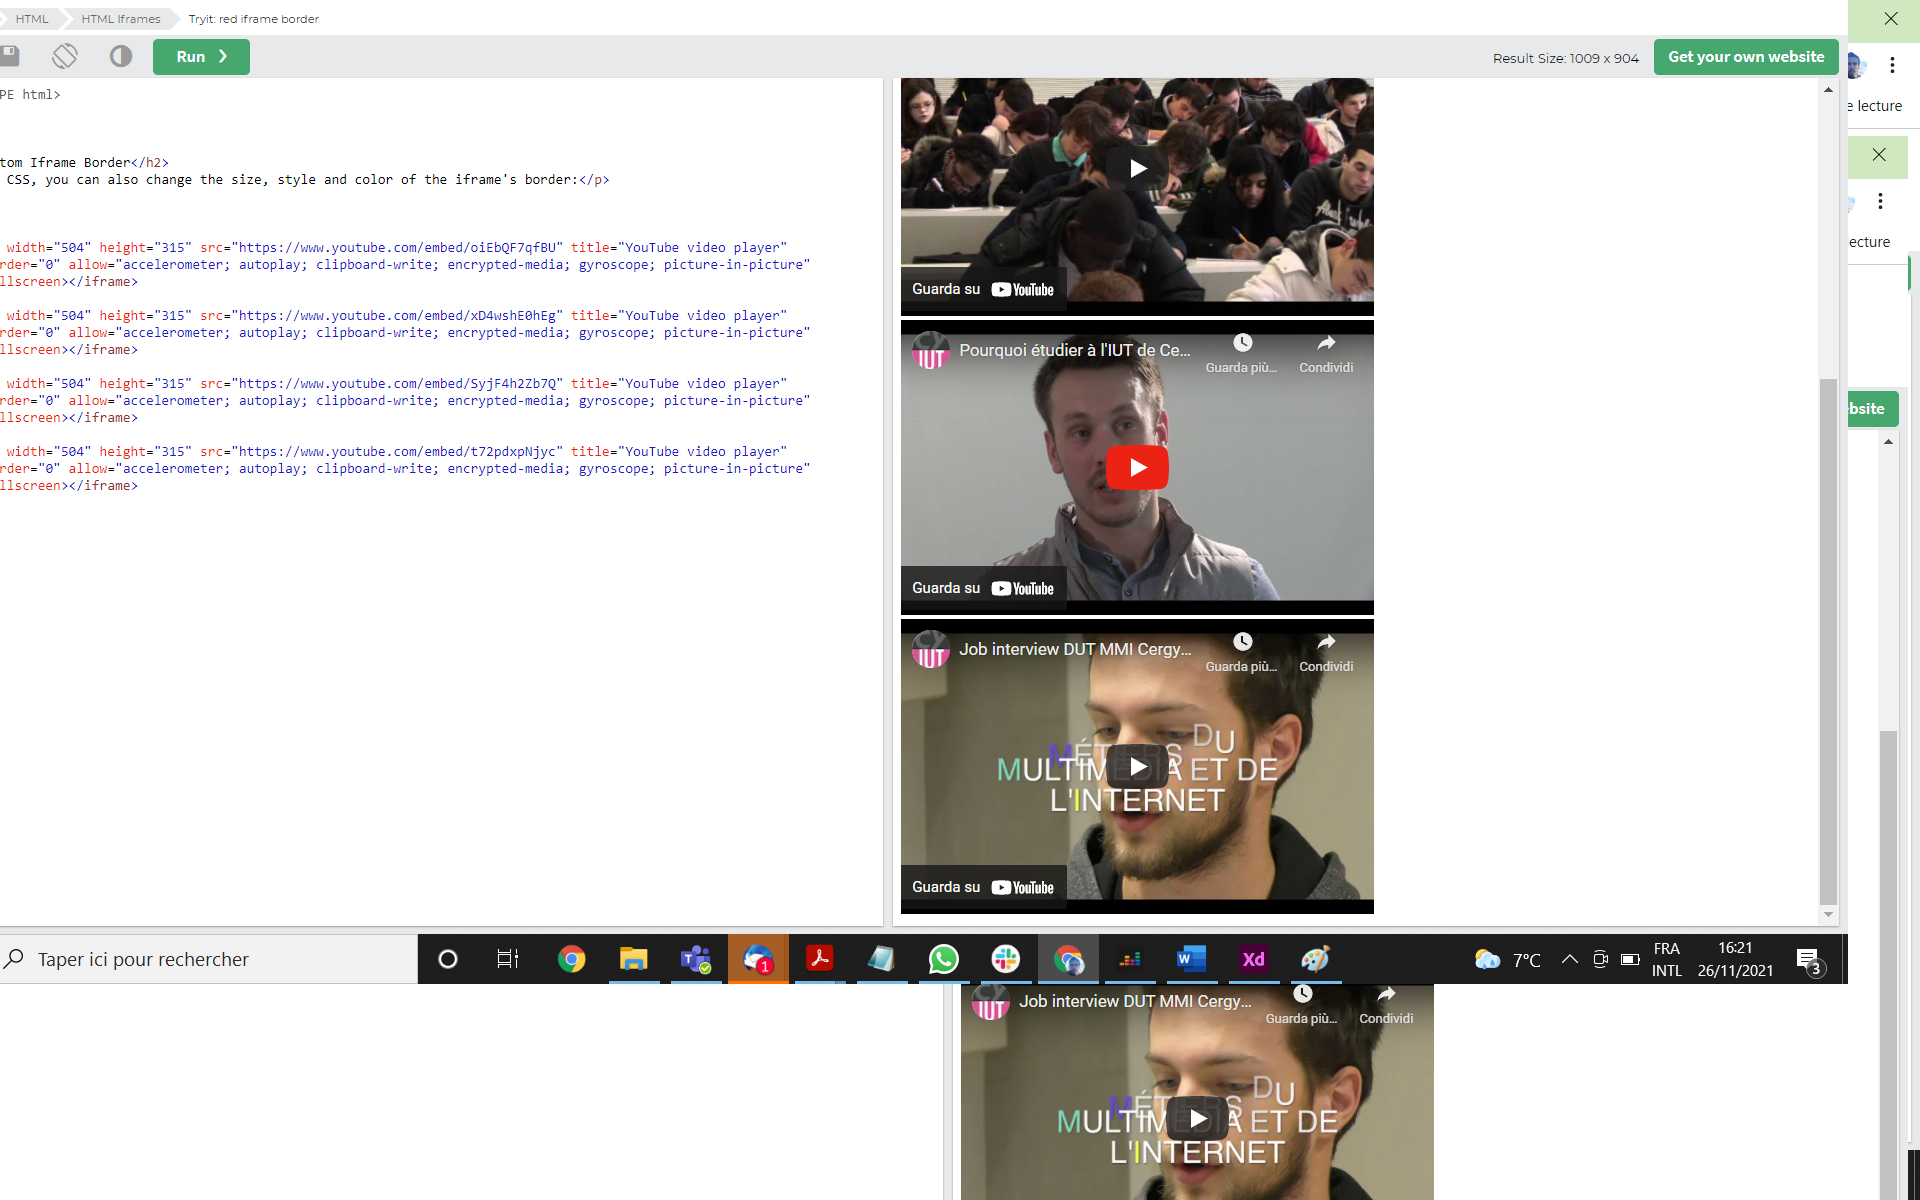 HTML
HTML Iframes
Tryit: red iframe border
Run ❯
Result Size: 1009 x 904
Get your own website
PE html>
tom Iframe Border</h2>
CSS, you can also change the size, style and color of the iframe's border:</p>
width="504" height="315" src="https://www.youtube.com/embed/oiEbQF7qfBU" title="YouTube video player"
rder="0" allow="accelerometer; autoplay; clipboard-write; encrypted-media; gyroscope; picture-in-picture"
llscreen></iframe>
width="504" height="315" src="https://www.youtube.com/embed/xD4wshE0hEg" title="YouTube video player"
rder="0" allow="accelerometer; autoplay; clipboard-write; encrypted-media; gyroscope; picture-in-picture"
llscreen></iframe>
width="504" height="315" src="https://www.youtube.com/embed/SyjF4h2Zb7Q" title="YouTube video player"
rder="0" allow="accelerometer; autoplay; clipboard-write; encrypted-media; gyroscope; picture-in-picture"
llscreen></iframe>
width="504" height="315" src="https://www.youtube.com/embed/t72pdxpNjyc" title="YouTube video player"
rder="0" allow="accelerometer; autoplay; clipboard-write; encrypted-media; gyroscope; picture-in-picture"
llscreen></iframe>
Guarda su YouTube
IUT
Pourquoi étudier à l'IUT de Ce...
Guarda più...
Condividi
Guarda su YouTube
IUT
Job interview DUT MMI Cergy...
Guarda più...
Condividi
MÉTIERS DU
MULTIMEDIA ET DE
L'INTERNET
Guarda su YouTube
e lecture
ecture
bsite
Taper ici pour rechercher
1
Xd
7°C
FRA
INTL
16:21
26/11/2021
3
IUT
Job interview DUT MMI Cergy...
Guarda più...
Condividi
MÉTIERS DU
MULTIMEDIA ET DE
L'INTERNET